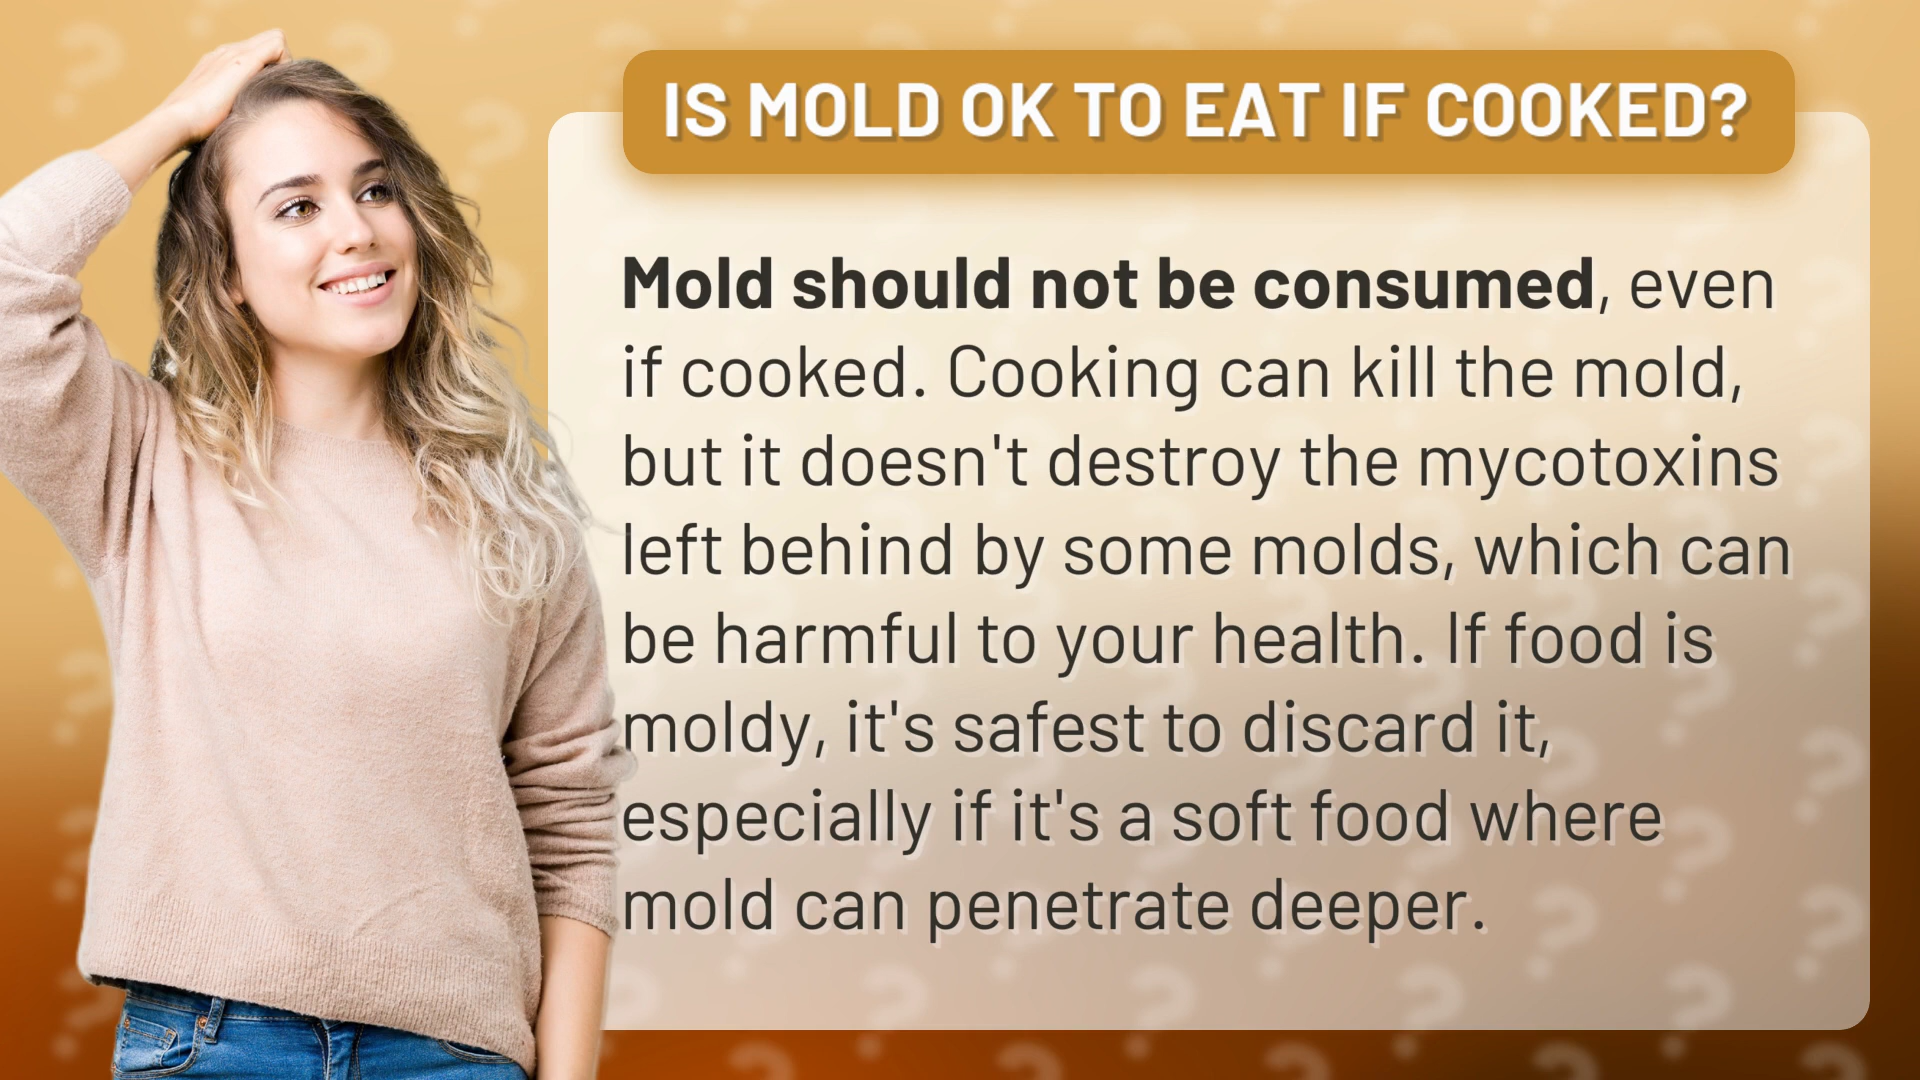 IS MOLD OK TO EAT IF COOKED?
Mold should not be consumed, even
if cooked. Cooking can kill the mold,
but it doesn't destroy the mycotoxins
left behind by some molds, which can
be harmful to your health. If food is
moldy, it's safest to discard it,
especially if it's a soft food where
mold can penetrate deeper.